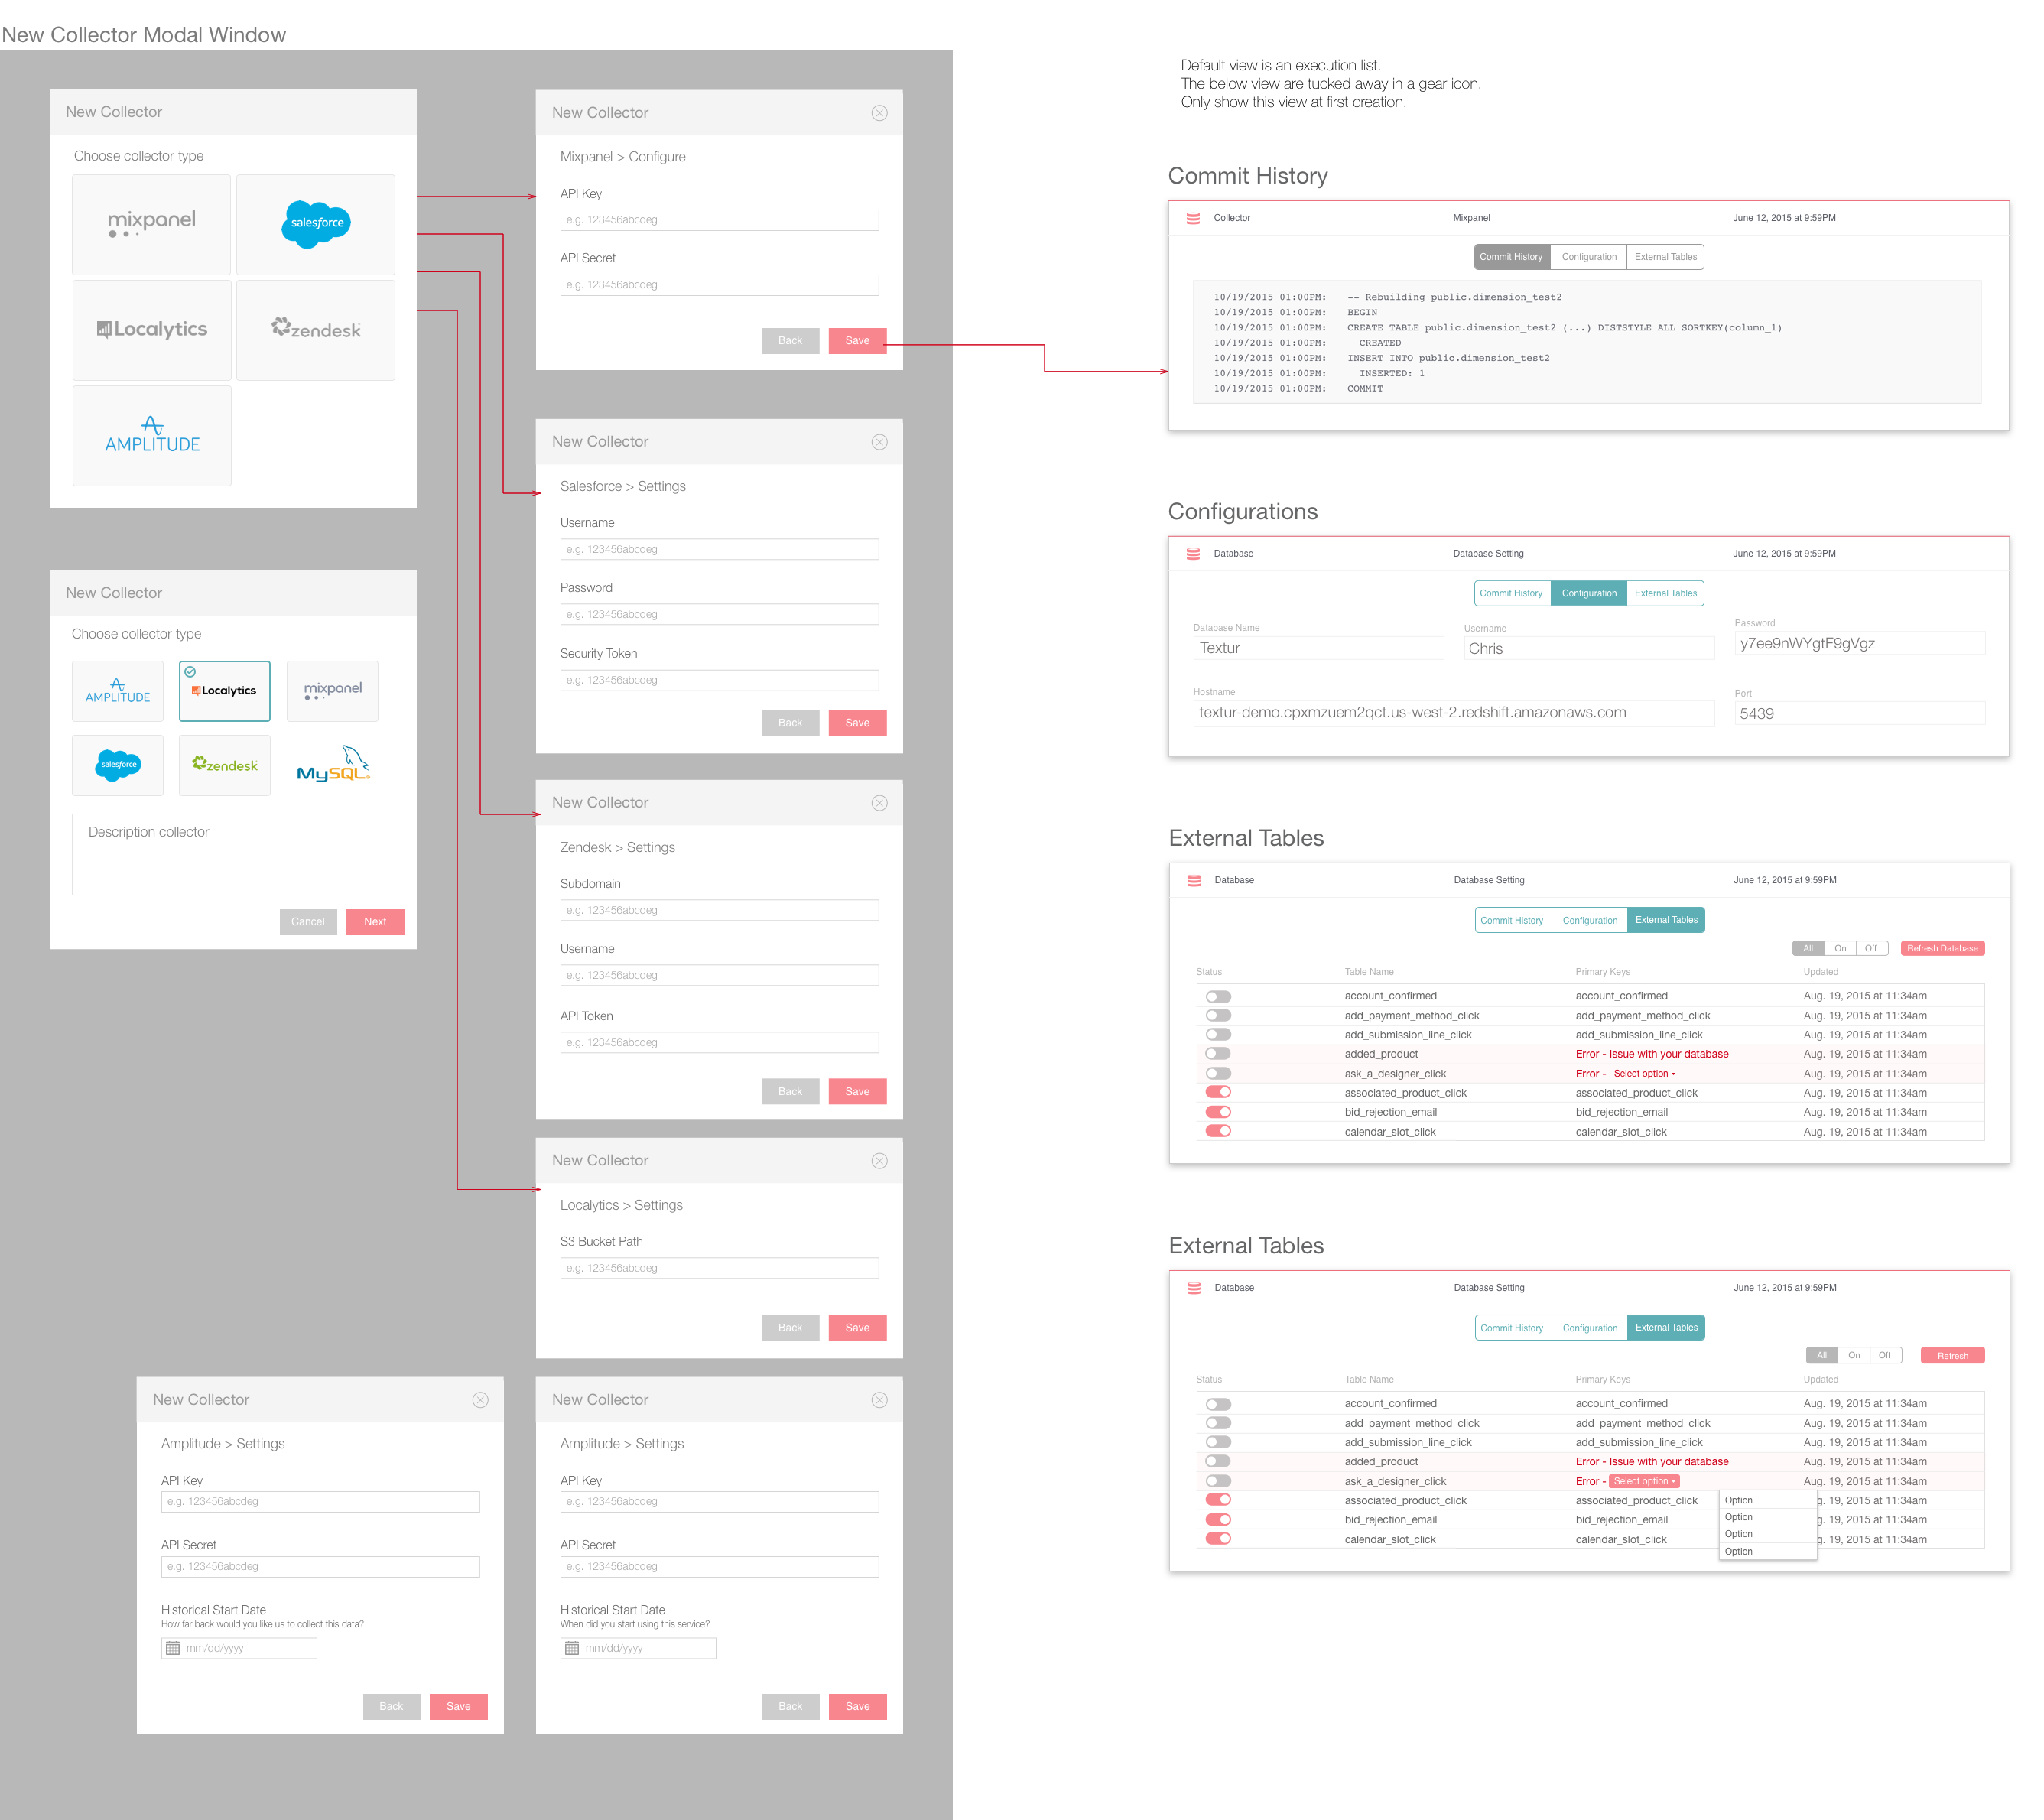 New Collector Modal Window
New Collector
Choose collector type
mixpanel
salesforce
Localytics
zendesk
AMPLITUDE
New Collector
Choose collector type
AMPLITUDE
Localytics
mixpanel
salesforce
zendesk
MySQL
Description collector
Cancel
Next
New Collector
Mixpanel > Configure
API Key
e.g. 123456abcdeg
API Secret
e.g. 123456abcdeg
Back
Save
New Collector
Salesforce > Settings
Username
e.g. 123456abcdeg
Password
e.g. 123456abcdeg
Security Token
e.g. 123456abcdeg
Back
Save
New Collector
Zendesk > Settings
Subdomain
e.g. 123456abcdeg
Username
e.g. 123456abcdeg
API Token
e.g. 123456abcdeg
Back
Save
New Collector
Localytics > Settings
S3 Bucket Path
e.g. 123456abcdeg
Back
Save
New Collector
Amplitude > Settings
API Key
e.g. 123456abcdeg
API Secret
e.g. 123456abcdeg
Historical Start Date
How far back would you like us to collect this data?
mm/dd/yyyy
Back
Save
New Collector
Amplitude > Settings
API Key
e.g. 123456abcdeg
API Secret
e.g. 123456abcdeg
Historical Start Date
When did you start using this service?
mm/dd/yyyy
Back
Save
Default view is an execution list.
The below view are tucked away in a gear icon.
Only show this view at first creation.
Commit History
Collector Mixpanel June 12, 2015 at 9:59PM
Commit History Configuration External Tables
10/19/2015 01:00PM: -- Rebuilding public.dimension_test2
10/19/2015 01:00PM: BEGIN
10/19/2015 01:00PM: CREATE TABLE public.dimension_test2 (...) DISTSTYLE ALL SORTKEY(column_1)
10/19/2015 01:00PM: CREATED
10/19/2015 01:00PM: INSERT INTO public.dimension_test2
10/19/2015 01:00PM: INSERTED: 1
10/19/2015 01:00PM: COMMIT
Configurations
Database Database Setting June 12, 2015 at 9:59PM
Commit History Configuration External Tables
Database Name Username Password
Textur Chris y7ee9nWYgtF9gVgz
Hostname Port
textur-demo.cpxmzuem2qct.us-west-2.redshift.amazonaws.com 5439
External Tables
Database Database Setting June 12, 2015 at 9:59PM
Commit History Configuration External Tables
All On Off Refresh Database
Status Table Name Primary Keys Updated
account_confirmed account_confirmed Aug. 19, 2015 at 11:34am
add_payment_method_click add_payment_method_click Aug. 19, 2015 at 11:34am
add_submission_line_click add_submission_line_click Aug. 19, 2015 at 11:34am
added_product Error - Issue with your database Aug. 19, 2015 at 11:34am
ask_a_designer_click Error - Select option Aug. 19, 2015 at 11:34am
associated_product_click associated_product_click Aug. 19, 2015 at 11:34am
bid_rejection_email bid_rejection_email Aug. 19, 2015 at 11:34am
calendar_slot_click calendar_slot_click Aug. 19, 2015 at 11:34am
External Tables
Database Database Setting June 12, 2015 at 9:59PM
Commit History Configuration External Tables
All On Off Refresh
Status Table Name Primary Keys Updated
account_confirmed account_confirmed Aug. 19, 2015 at 11:34am
add_payment_method_click add_payment_method_click Aug. 19, 2015 at 11:34am
add_submission_line_click add_submission_line_click Aug. 19, 2015 at 11:34am
added_product Error - Issue with your database Aug. 19, 2015 at 11:34am
ask_a_designer_click Error - Select option Aug. 19, 2015 at 11:34am
associated_product_click associated_product_click g. 19, 2015 at 11:34am
bid_rejection_email bid_rejection_email g. 19, 2015 at 11:34am
calendar_slot_click calendar_slot_click g. 19, 2015 at 11:34am
Option
Option
Option
Option